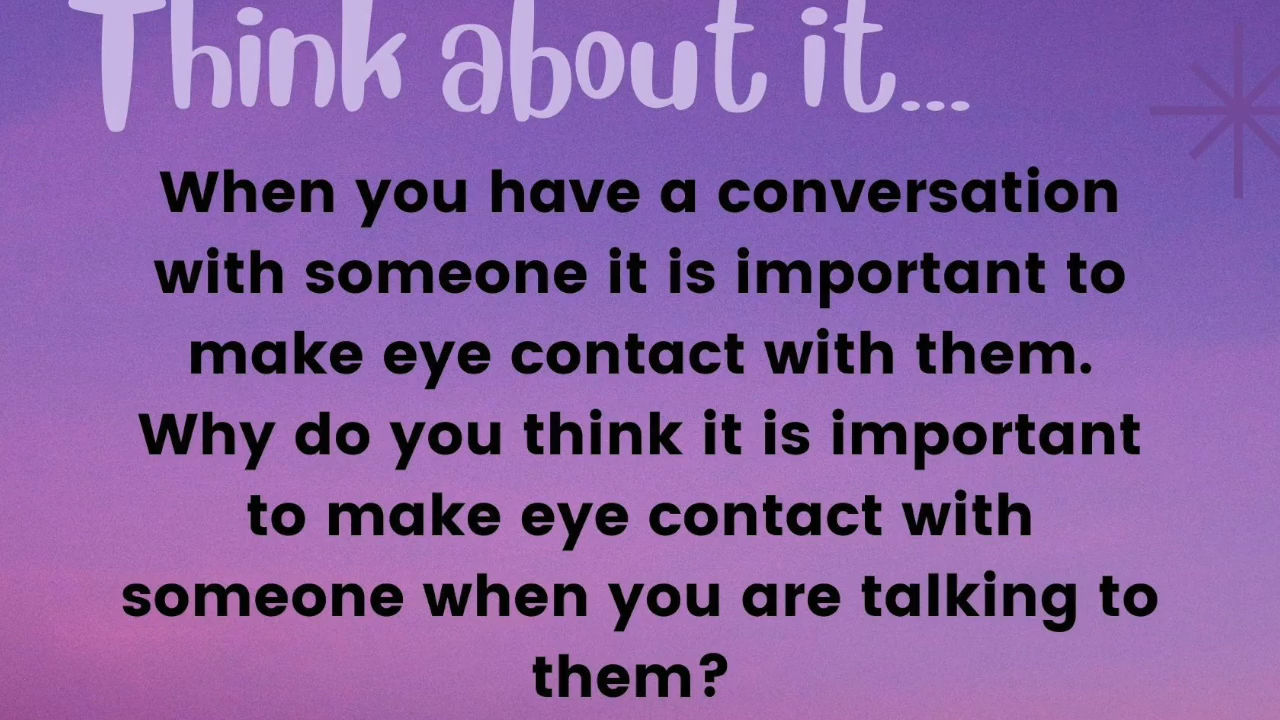 Think about it...
When you have a conversation
with someone it is important to
make eye contact with them.
Why do you think it is important
to make eye contact with
someone when you are talking to
them?